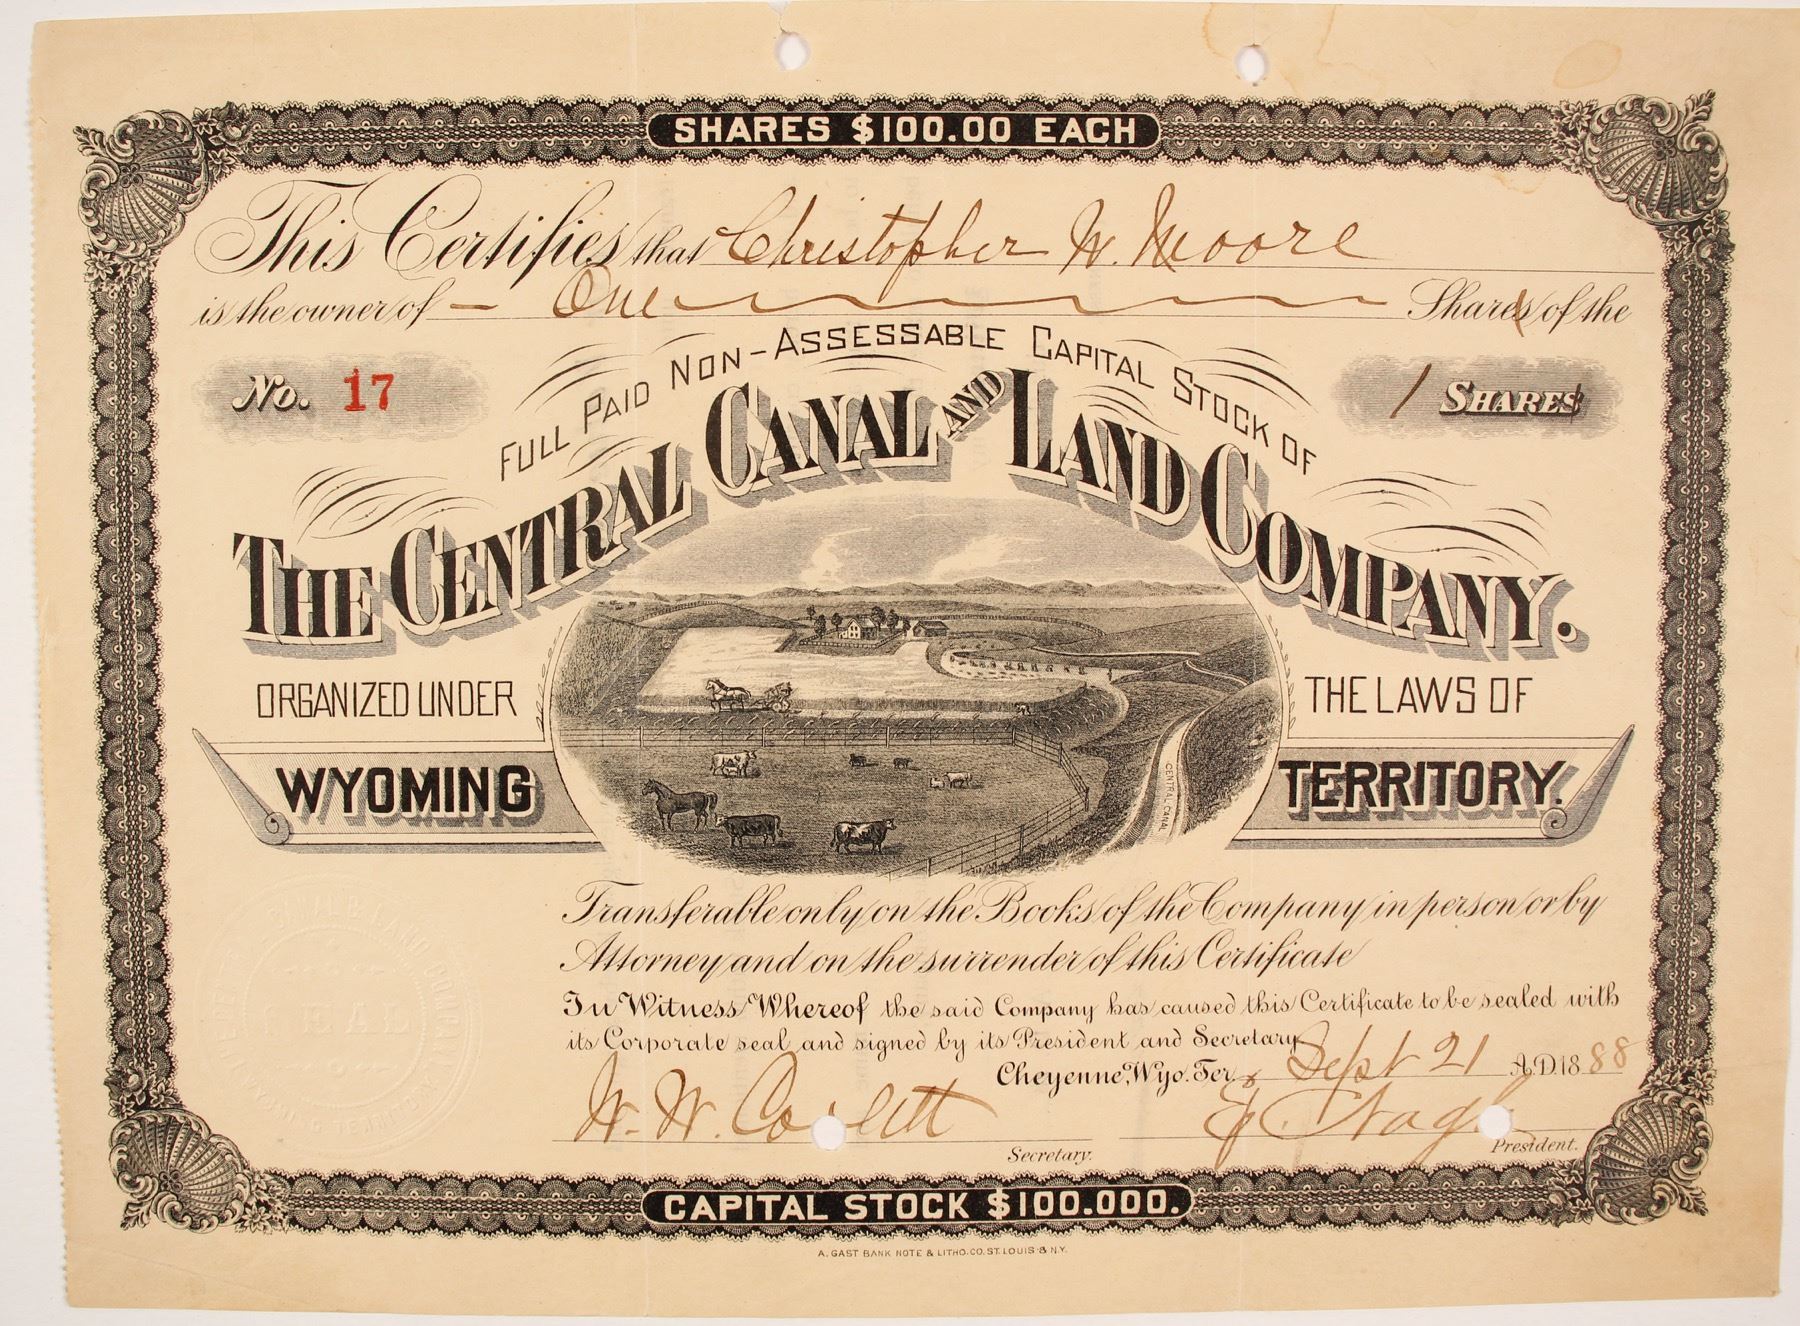 SHARES $100.00 EACH
This Certifies that Christopher W. Moore
is the owner of – One Shares of the
No. 17
1 SHARES
FULL PAID NON-ASSESSABLE CAPITAL STOCK OF
THE CENTRAL CANAL AND LAND COMPANY.
ORGANIZED UNDER THE LAWS OF
WYOMING TERRITORY.
CENTRAL CANAL
Transferable only on the Books of the Company in person or by
Attorney and on the surrender of this Certificate
In Witness Whereof the said Company has caused this Certificate to be sealed with
its Corporate seal and signed by its President and Secretary
Cheyenne, Wyo. Ter. Sept 21 A.D. 1888
W. W. Corlett
Secretary.
President.
SEAL
WYOMING TERRITORY
CAPITAL STOCK $100.000.
A. GAST BANK NOTE & LITHO. CO. ST. LOUIS & N.Y.